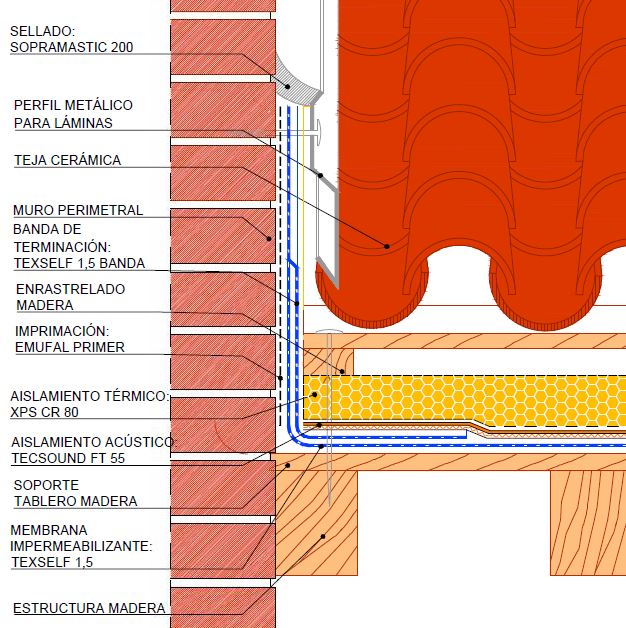 SELLADO:
SOPRAMASTIC 200
PERFIL METÁLICO
PARA LÁMINAS
TEJA CERÁMICA
MURO PERIMETRAL
BANDA DE
TERMINACIÓN:
TEXSELF 1,5 BANDA
ENRASTRELADO
MADERA
IMPRIMACIÓN:
EMUFAL PRIMER
AISLAMIENTO TÉRMICO:
XPS CR 80
AISLAMIENTO ACÚSTICO:
TECSOUND FT 55
SOPORTE
TABLERO MADERA
MEMBRANA
IMPERMEABILIZANTE:
TEXSELF 1,5
ESTRUCTURA MADERA